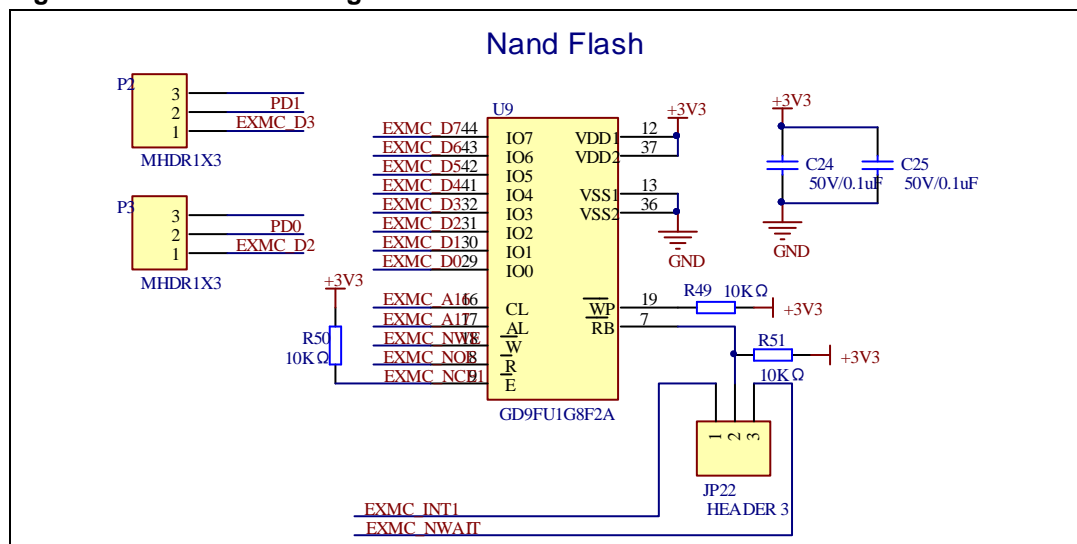 Nand Flash
P2
3
2 PD1
1 EXMC_D3
MHDR1X3
P3
3
2 PD0
1 EXMC_D2
MHDR1X3
+3V3
R50
10KΩ
U9
EXMC_D7 44 IO7
EXMC_D6 43 IO6
EXMC_D5 42 IO5
EXMC_D4 41 IO4
EXMC_D3 32 IO3
EXMC_D2 31 IO2
EXMC_D1 30 IO1
EXMC_D0 29 IO0
EXMC_A16 16 CL
EXMC_A17 17 AL
EXMC_NWE 18 W
EXMC_NOE 8 R
EXMC_NCE1 9 E
VDD1 12
VDD2 37
VSS1 13
VSS2 36
WP 19
RB 7
GD9FU1G8F2A
+3V3
GND
R49 10KΩ
+3V3
R51
10KΩ
+3V3
+3V3
C24
50V/0.1uF
C25
50V/0.1uF
GND
1 2 3
JP22
HEADER 3
EXMC_INT1
EXMC_NWAIT